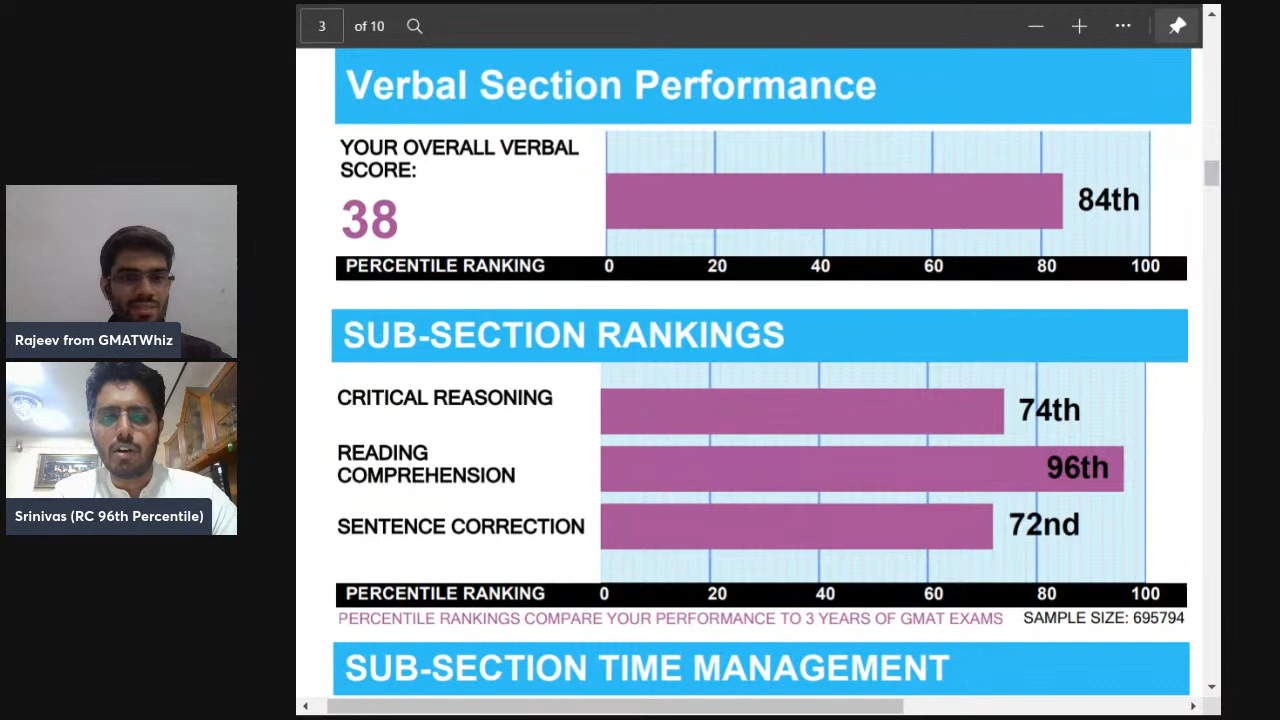 3 of 10
Verbal Section Performance
YOUR OVERALL VERBAL
SCORE:
38
84th
PERCENTILE RANKING 0 20 40 60 80 100
SUB-SECTION RANKINGS
CRITICAL REASONING 74th
READING
COMPREHENSION
96th
SENTENCE CORRECTION 72nd
PERCENTILE RANKING 0 20 40 60 80 100
PERCENTILE RANKINGS COMPARE YOUR PERFORMANCE TO 3 YEARS OF GMAT EXAMS SAMPLE SIZE: 695794
SUB-SECTION TIME MANAGEMENT
Rajeev from GMATWhiz
Srinivas (RC 96th Percentile)